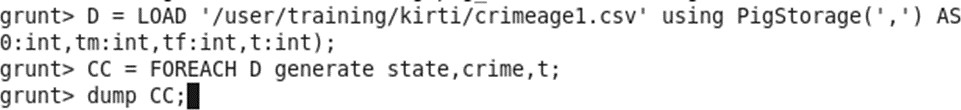 grunt> D = LOAD '/user/training/kirti/crimeage1.csv' using PigStorage(',') AS
0:int,tm:int,tf:int,t:int);
grunt> CC = FOREACH D generate state,crime,t;
grunt> dump CC;